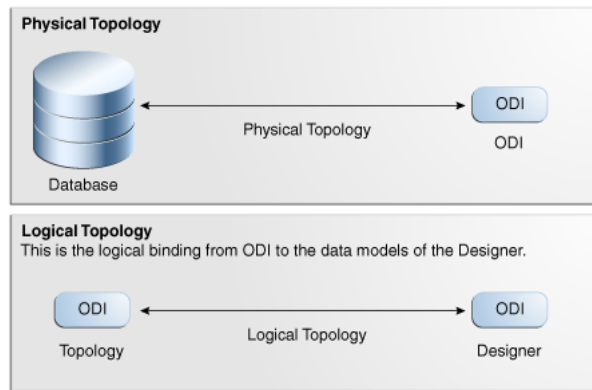 Physical Topology
ODI
Physical Topology
ODI
Database
Logical Topology
This is the logical binding from ODI to the data models of the Designer.
ODI
ODI
Logical Topology
Topology
Designer